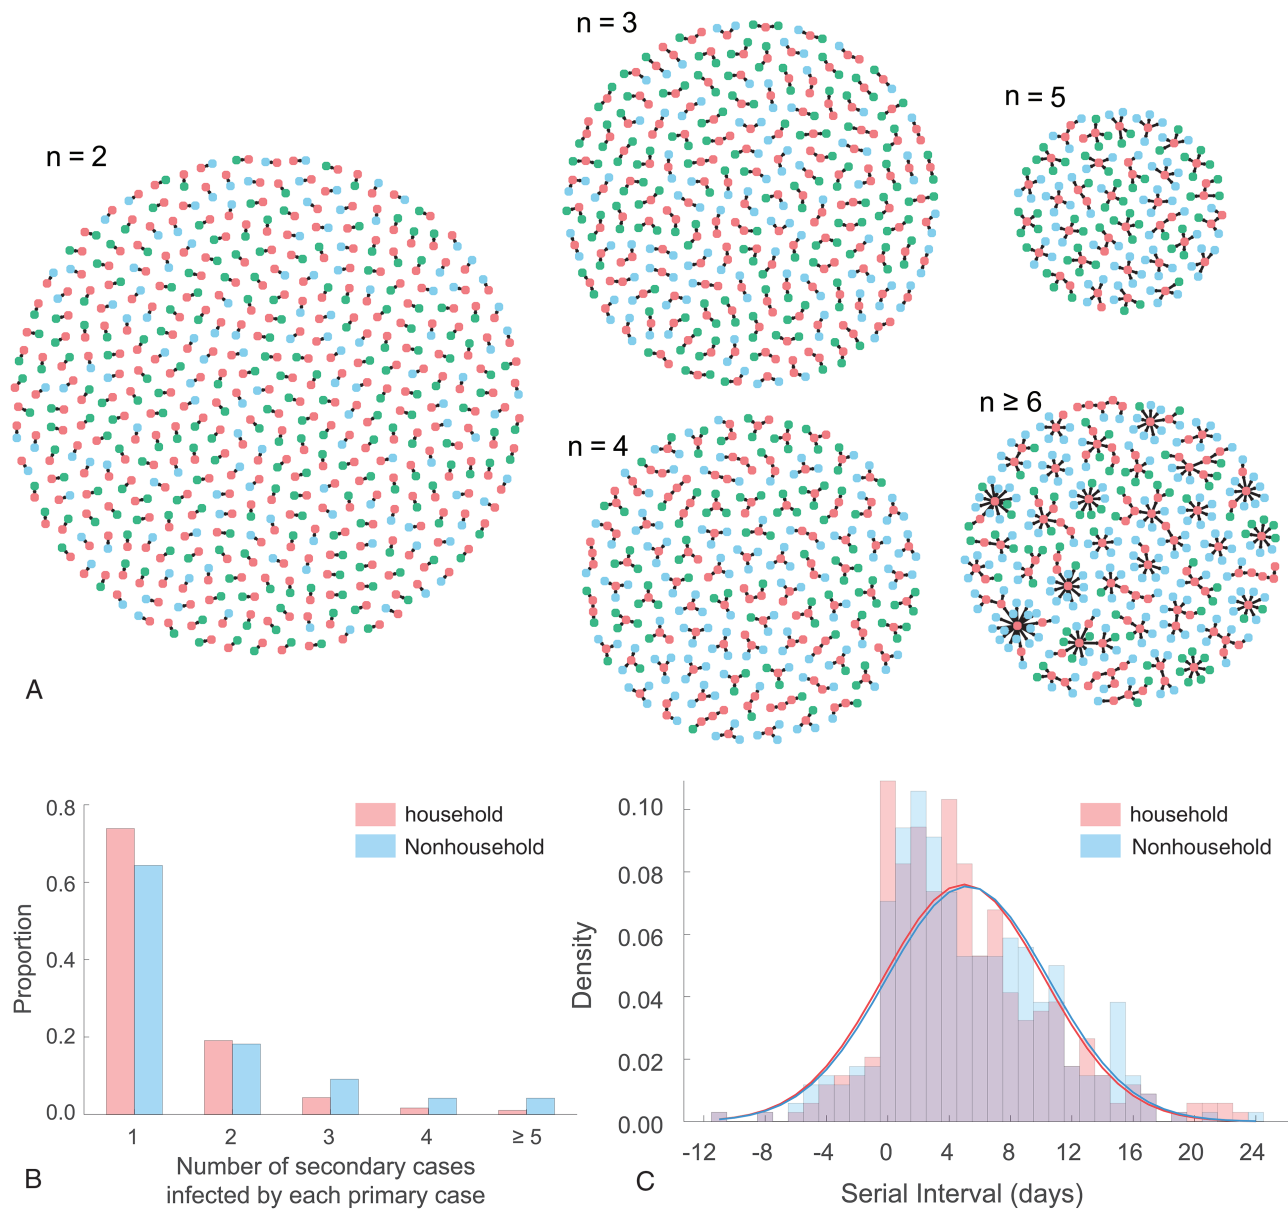 n = 2
n = 3
n = 5
n = 4
n ≥ 6
A
0.8
0.6
0.4
0.2
0.0
Proportion
household
Nonhousehold
1 2 3 4 ≥ 5
Number of secondary cases
infected by each primary case
B
0.10
0.08
0.06
0.04
0.02
0.00
Density
household
Nonhousehold
-12 -8 -4 0 4 8 12 16 20 24
Serial Interval (days)
C